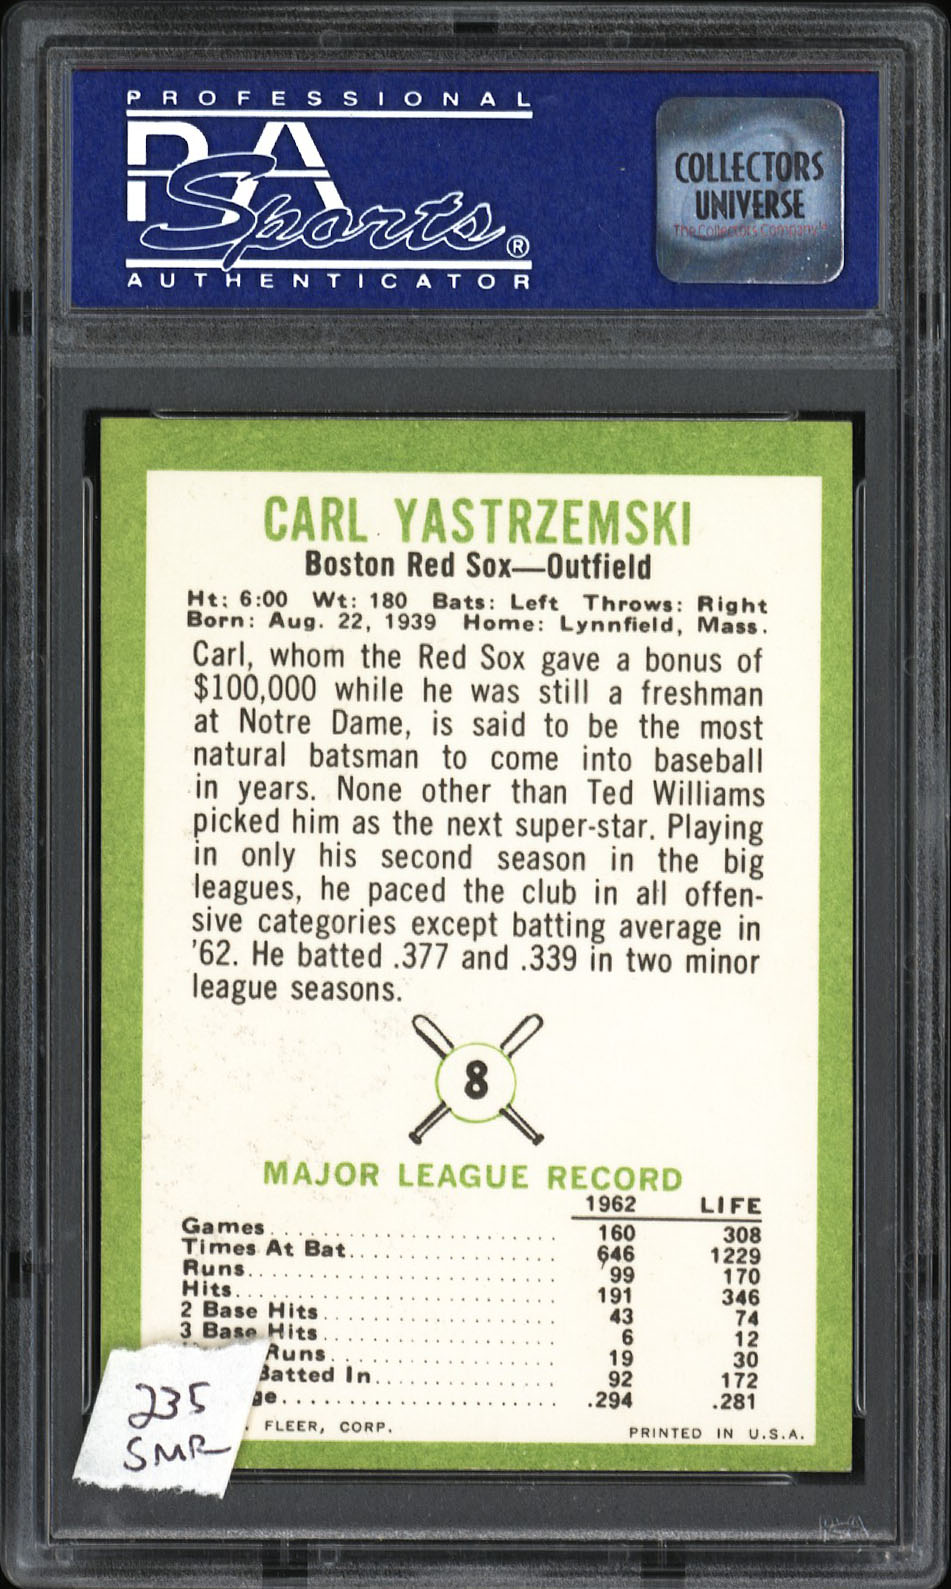 PROFESSIONAL
PSA
Sports®
AUTHENTICATOR
COLLECTORS
UNIVERSE
The Collectors Company™
CARL YASTRZEMSKI
Boston Red Sox—Outfield
Ht: 6:00 Wt: 180 Bats: Left Throws: Right
Born: Aug. 22, 1939 Home: Lynnfield, Mass.
Carl, whom the Red Sox gave a bonus of
$100,000 while he was still a freshman
at Notre Dame, is said to be the most
natural batsman to come into baseball
in years. None other than Ted Williams
picked him as the next super-star. Playing
in only his second season in the big
leagues, he paced the club in all offen-
sive categories except batting average in
'62. He batted .377 and .339 in two minor
league seasons.
8
MAJOR LEAGUE RECORD
1962 LIFE
Games 160 308
Times At Bat 646 1229
Runs 99 170
Hits 191 346
2 Base Hits 43 74
3 Base Hits 6 12
Runs 19 30
Batted In 92 172
ge .294 .281
FLEER, CORP. PRINTED IN U.S.A.
235
SMR
PSA